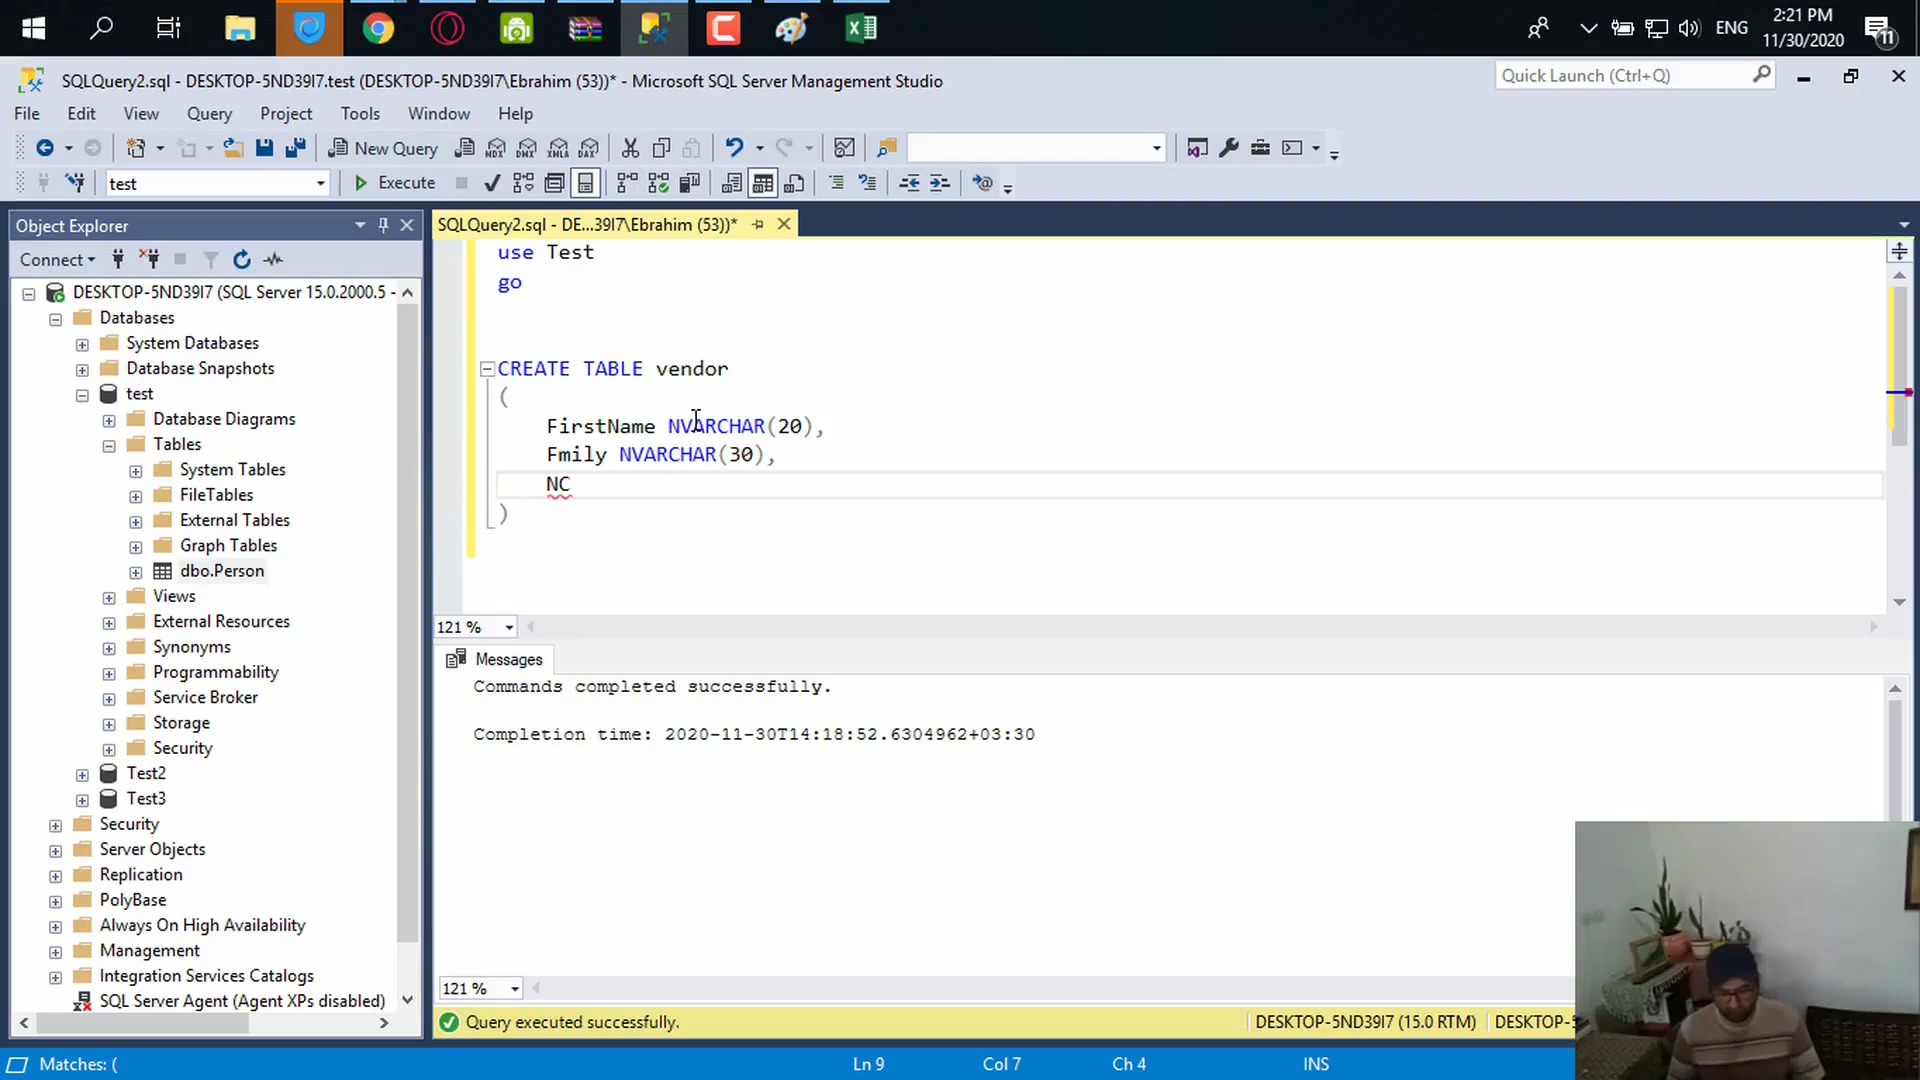 ENG
2:21 PM
11/30/2020
11
SQLQuery2.sql - DESKTOP-5ND39I7.test (DESKTOP-5ND39I7\Ebrahim (53))* - Microsoft SQL Server Management Studio
Quick Launch (Ctrl+Q)
File Edit View Query Project Tools Window Help
New Query
MDX DMX XMLA DAX
test
Execute
Object Explorer
SQLQuery2.sql - DE...39I7\Ebrahim (53))*
Connect
DESKTOP-5ND39I7 (SQL Server 15.0.2000.5 -
Databases
System Databases
Database Snapshots
test
Database Diagrams
Tables
System Tables
FileTables
External Tables
Graph Tables
dbo.Person
Views
External Resources
Synonyms
Programmability
Service Broker
Storage
Security
Test2
Test3
Security
Server Objects
Replication
PolyBase
Always On High Availability
Management
Integration Services Catalogs
SQL Server Agent (Agent XPs disabled)
use Test
go
CREATE TABLE vendor
(
FirstName NVARCHAR(20),
Fmily NVARCHAR(30),
NC
)
121 %
Messages
Commands completed successfully.
Completion time: 2020-11-30T14:18:52.6304962+03:30
121 %
Query executed successfully.
DESKTOP-5ND39I7 (15.0 RTM)
DESKTOP-5
Matches: (
Ln 9
Col 7
Ch 4
INS